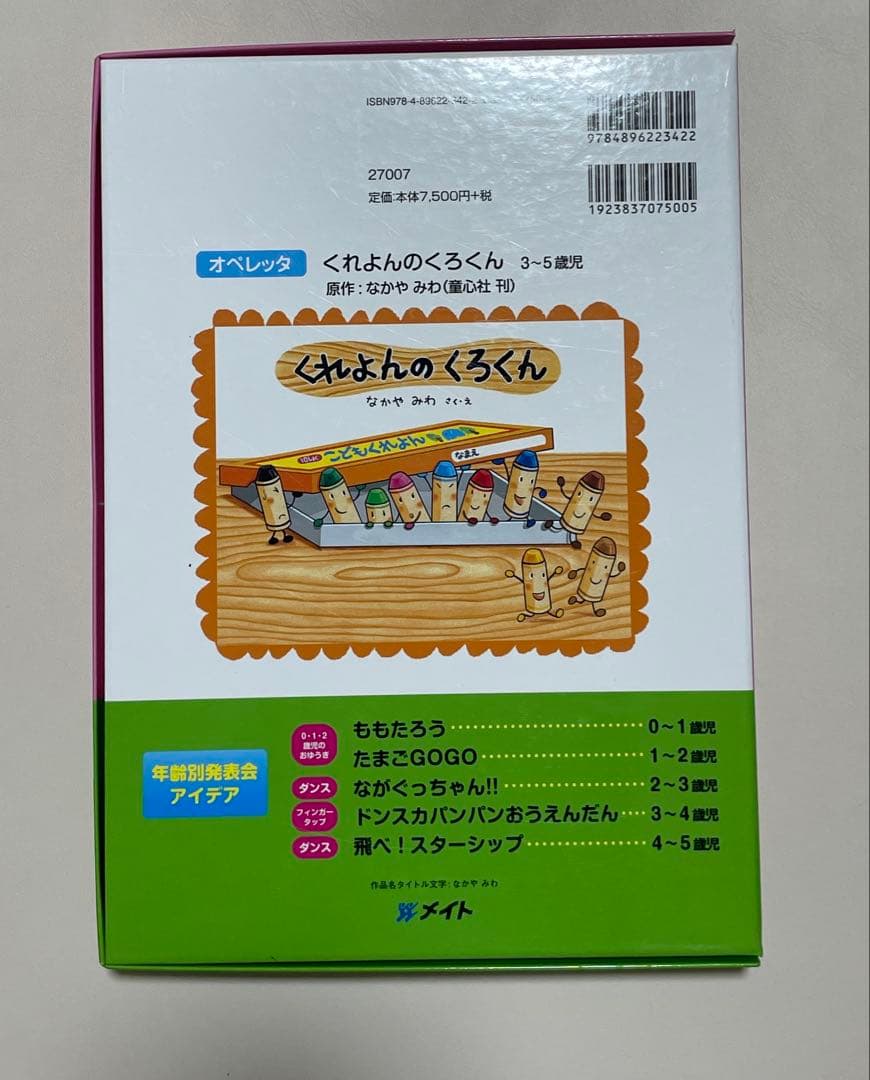 ISBN978-4-89622-342-2
9784896223422
27007
定価:本体7,500円+税
1923837075005
オペレッタ くれよんのくろくん 3~5歳児
原作:なかや みわ(童心社 刊)
くれよんの くろくん
なかや みわ さく・え
10しょく こどもくれよん
なまえ
年齢別発表会
アイデア
0・1・2
歳児の
おゆうぎ
ももたろう 0~1歳児
たまごGOGO 1~2歳児
ダンス ながぐっちゃん!! 2~3歳児
フィンガー
タップ
ドンスカパンパンおうえんだん 3~4歳児
ダンス 飛べ!スターシップ 4~5歳児
作品名タイトル文字:なかや みわ
メイト